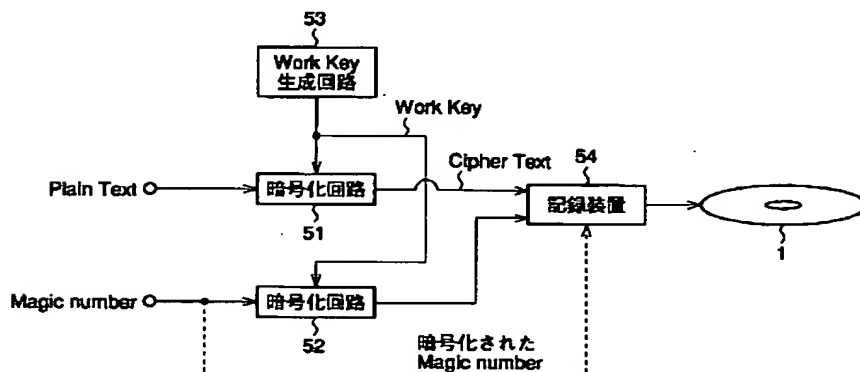 53
Work Key
生成回路
Work Key
Cipher Text
54
Plain Text
暗号化回路
記録装置
51
1
Magic number
暗号化回路
52
暗号化された
Magic number